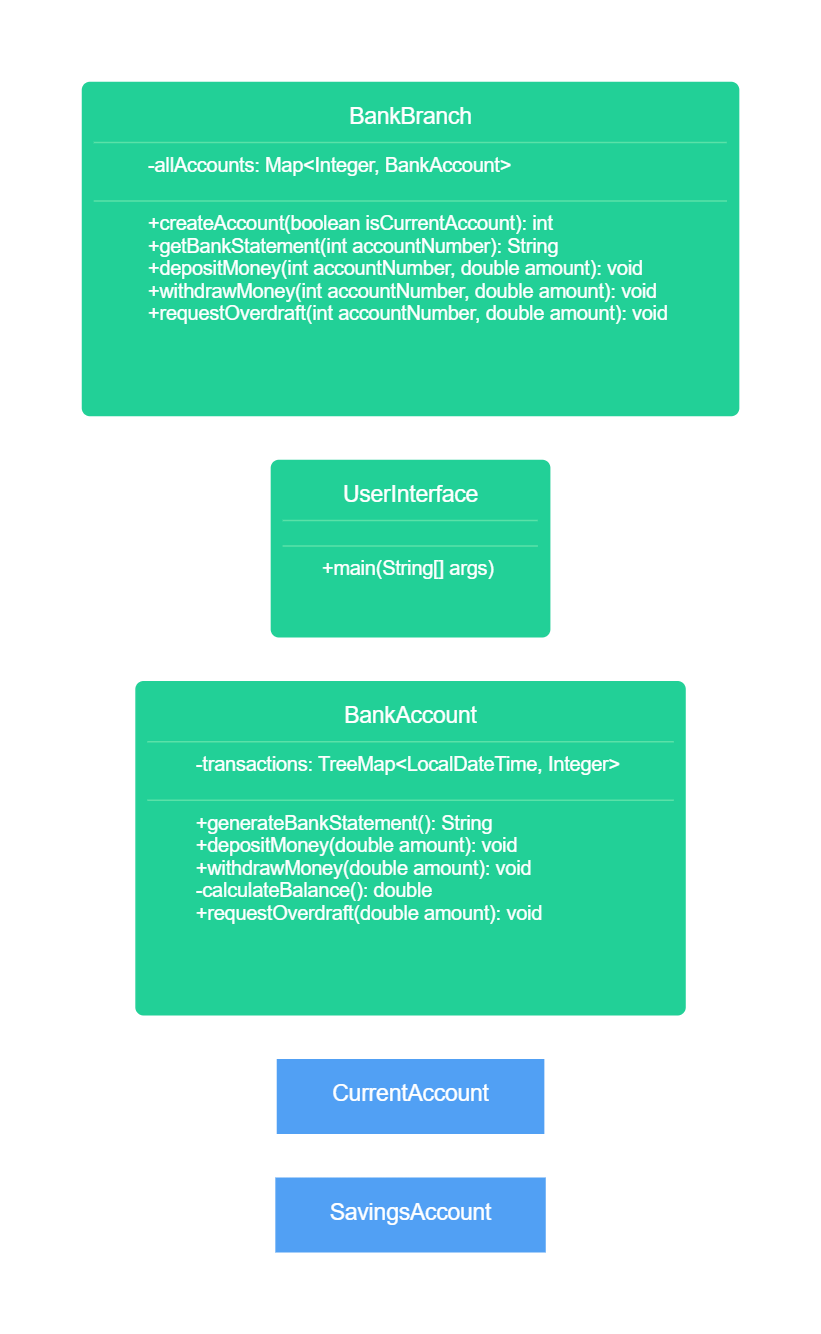 BankBranch
-allAccounts: Map<Integer, BankAccount>
+createAccount(boolean isCurrentAccount): int
+getBankStatement(int accountNumber): String
+depositMoney(int accountNumber, double amount): void
+withdrawMoney(int accountNumber, double amount): void
+requestOverdraft(int accountNumber, double amount): void
UserInterface
+main(String[] args)
BankAccount
-transactions: TreeMap<LocalDateTime, Integer>
+generateBankStatement(): String
+depositMoney(double amount): void
+withdrawMoney(double amount): void
-calculateBalance(): double
+requestOverdraft(double amount): void
CurrentAccount
SavingsAccount